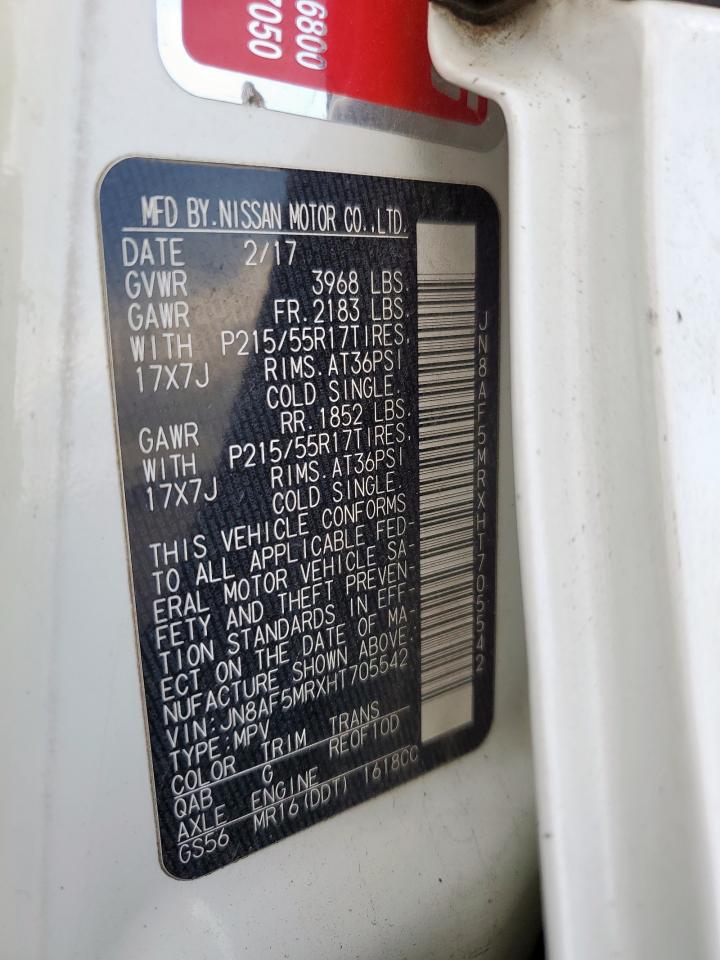 6800
7050
MFD BY.NISSAN MOTOR CO.,LTD.
DATE 2/17
GVWR 3968 LBS.
GAWR FR.2183 LBS.
WITH P215/55R17TIRES.
17X7J RIMS.AT36PSI
COLD SINGLE.
GAWR RR.1852 LBS.
WITH P215/55R17TIRES.
17X7J RIMS.AT36PSI
COLD SINGLE.
THIS VEHICLE CONFORMS
TO ALL APPLICABLE FED-
ERAL MOTOR VEHICLE SA-
FETY AND THEFT PREVEN-
TION STANDARDS IN EFF-
ECT ON THE DATE OF MA-
NUFACTURE SHOWN ABOVE.
VIN:JN8AF5MRXHT705542
TYPE:MPV
COLOR TRIM TRANS
QAB G RE0F10D
AXLE ENGINE
GS56 MR16(DDT) 1618CC
JN8AF5MRXHT705542